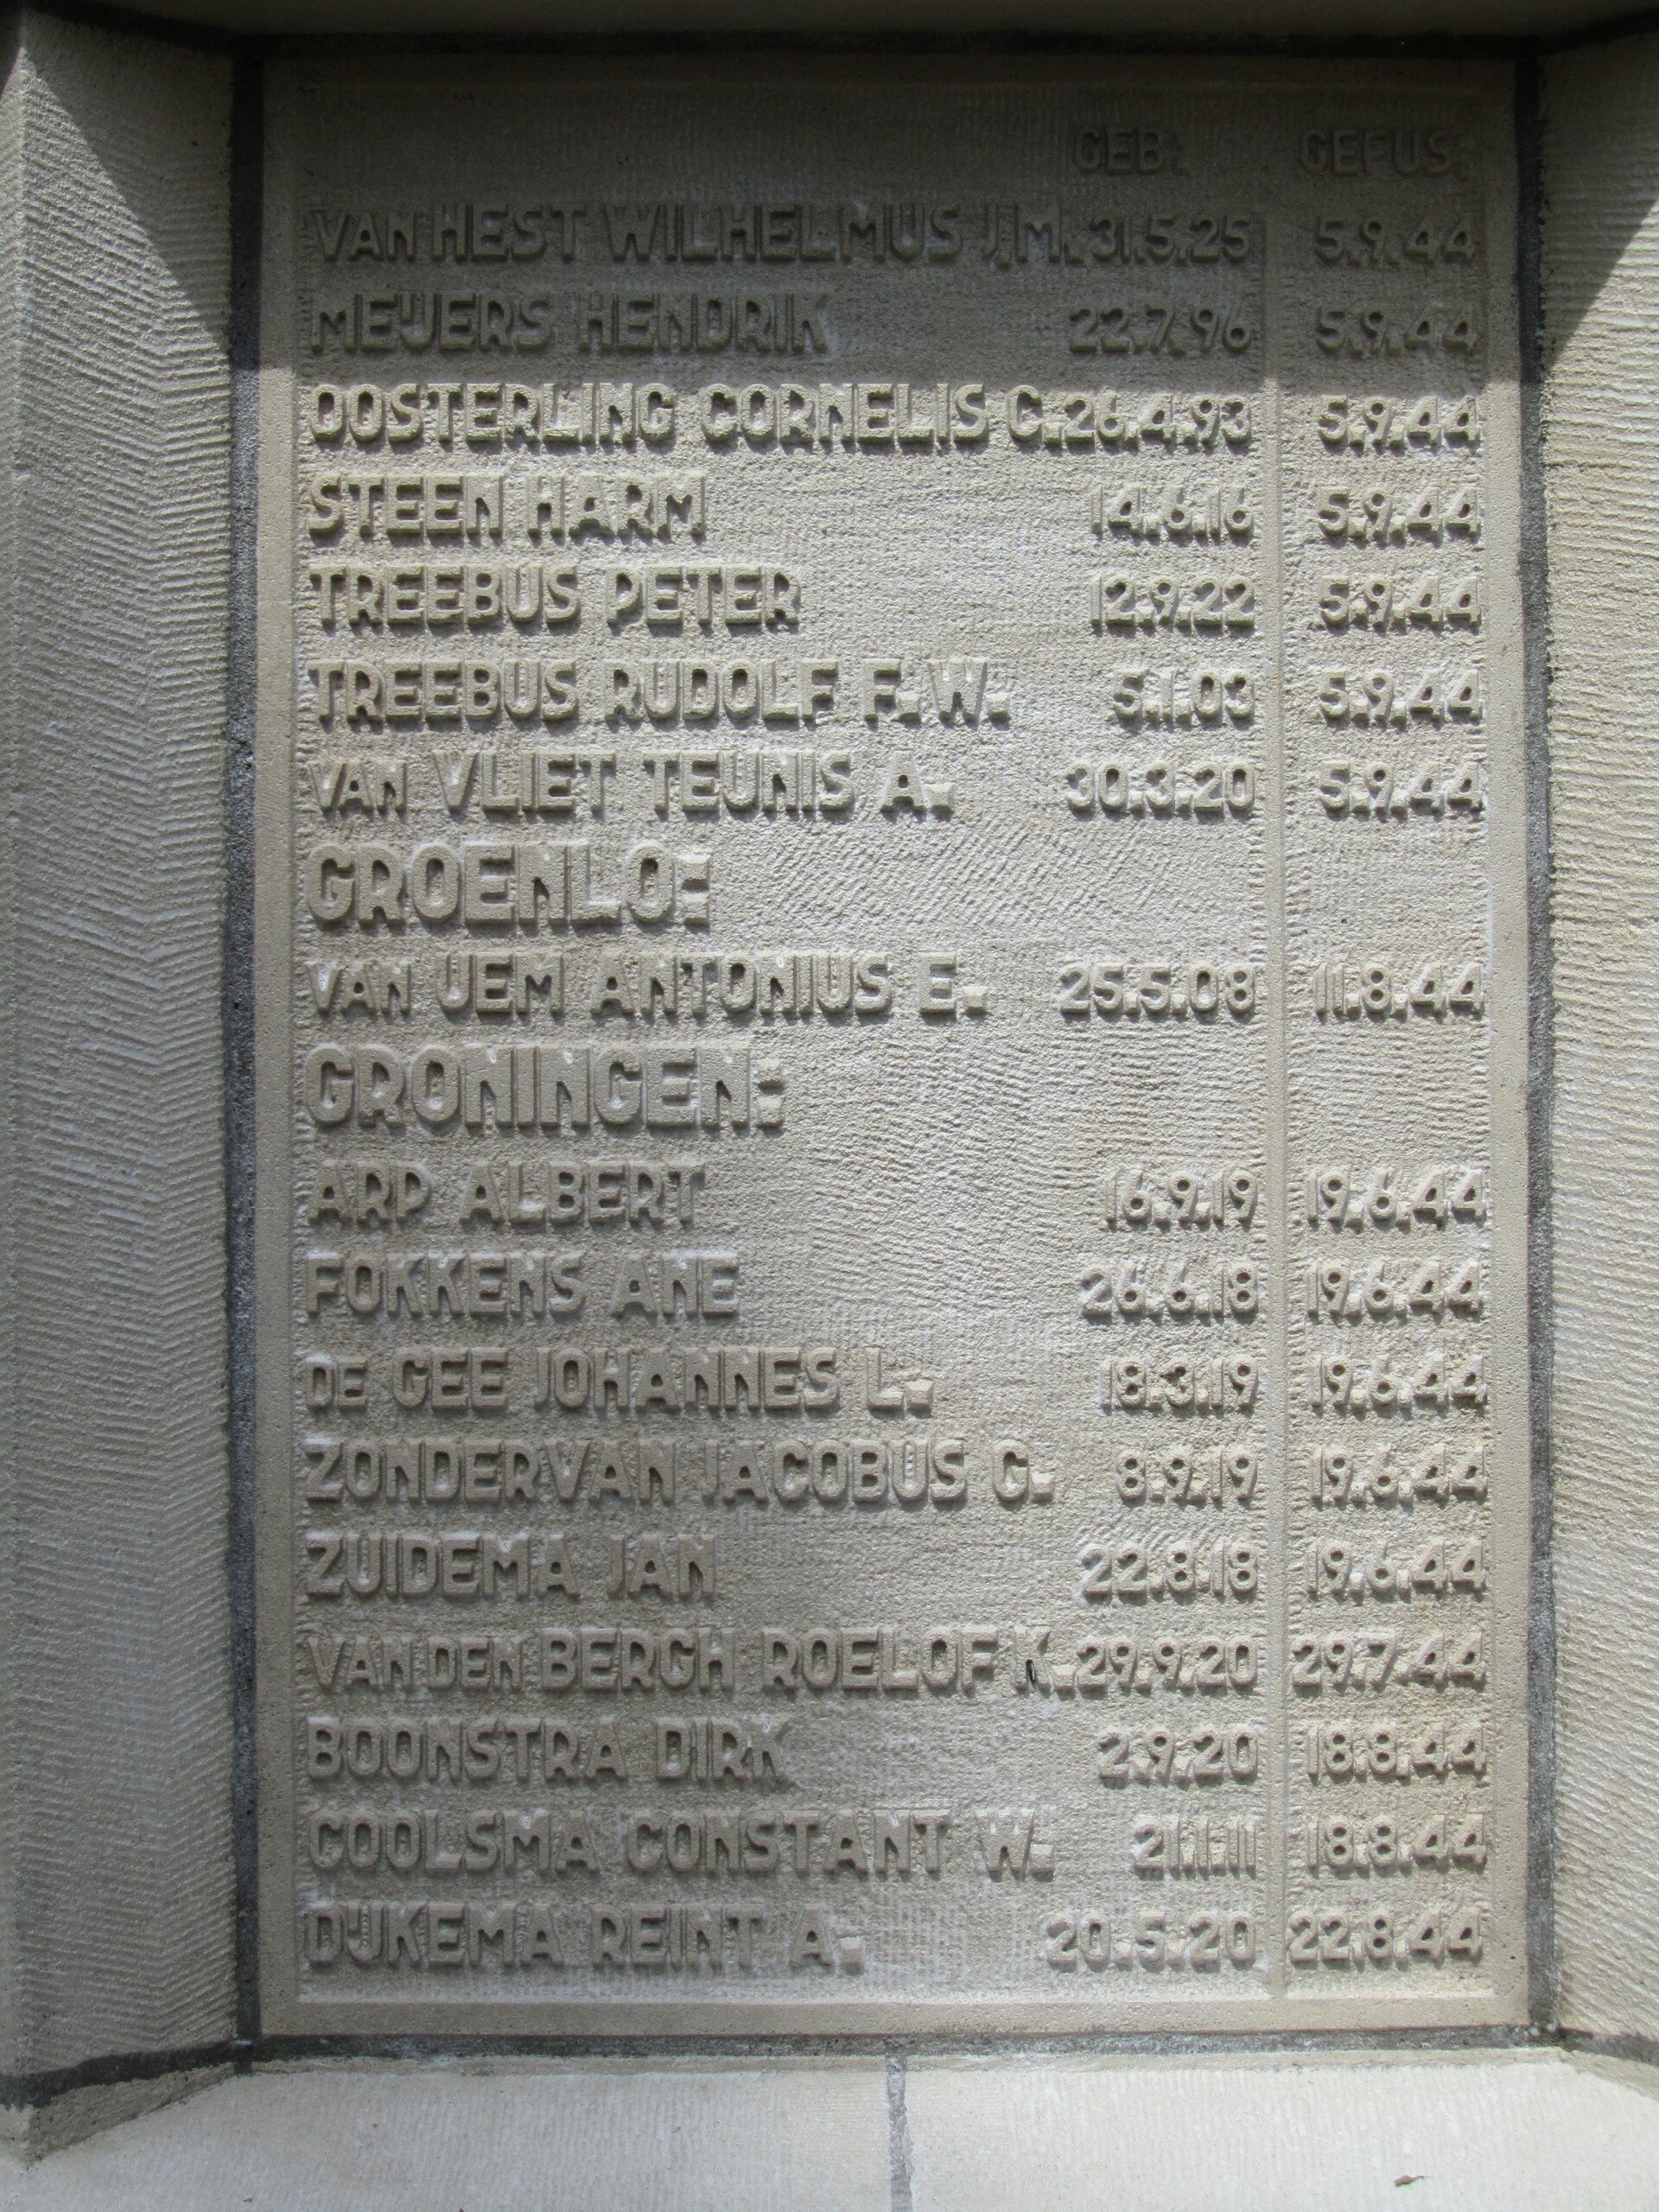 GEB: GEFUS:
VAN HEST WILHELMUS J.M. 31.5.25 5.9.44
MEIJERS HENDRIK 22.7.96 5.9.44
OOSTERLING CORNELIS C. 26.4.93 5.9.44
STEEN HARM 14.6.16 5.9.44
TREEBUS PETER 12.9.22 5.9.44
TREEBUS RUDOLF F.W. 5.1.03 5.9.44
VAN VLIET TEUNIS A. 30.3.20 5.9.44
GROENLO:
VAN UEM ANTONIUS E. 25.5.08 11.8.44
GRONINGEN:
ARP ALBERT 16.9.19 19.6.44
FOKKENS ANE 26.6.18 19.6.44
DE GEE JOHANNES L. 18.3.19 19.6.44
ZONDERVAN JACOBUS G. 8.9.19 19.6.44
ZUIDEMA JAN 22.8.18 19.6.44
VAN DEN BERGH ROELOF K. 29.9.20 29.7.44
BOONSTRA DIRK 2.9.20 18.8.44
COOLSMA CONSTANT W. 21.1.11 18.8.44
DIJKEMA REINT A. 20.5.20 22.8.44